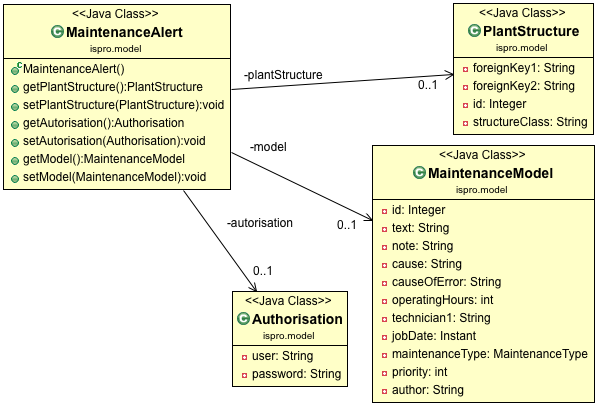 <<Java Class>>
MaintenanceAlert
ispro.model
MaintenanceAlert()
getPlantStructure():PlantStructure
setPlantStructure(PlantStructure):void
getAutorisation():Authorisation
setAutorisation(Authorisation):void
getModel():MaintenanceModel
setModel(MaintenanceModel):void
-plantStructure
0..1
<<Java Class>>
PlantStructure
ispro.model
foreignKey1: String
foreignKey2: String
id: Integer
structureClass: String
-model
0..1
<<Java Class>>
MaintenanceModel
ispro.model
id: Integer
text: String
note: String
cause: String
causeOfError: String
operatingHours: int
technician1: String
jobDate: Instant
maintenanceType: MaintenanceType
priority: int
author: String
-autorisation
0..1
<<Java Class>>
Authorisation
ispro.model
user: String
password: String